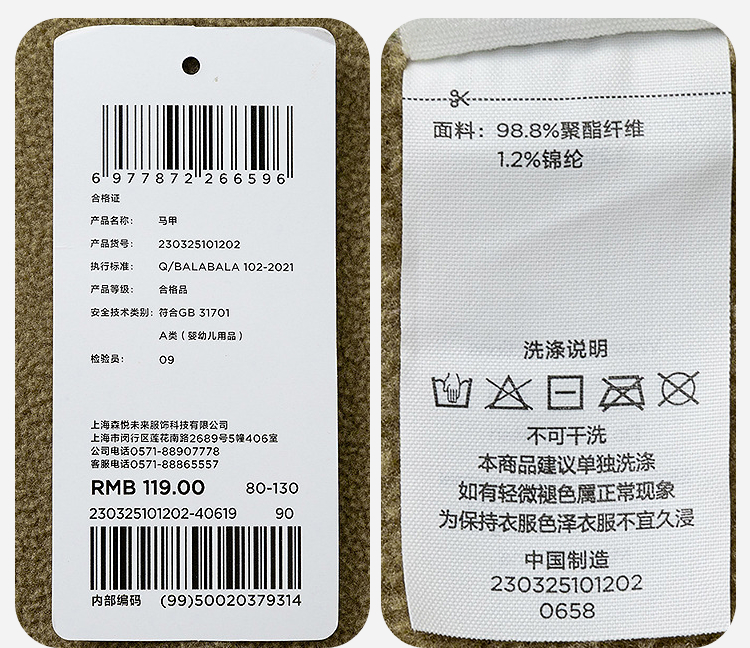 6 977872 266596
合格证
产品名称： 马甲
产品货号： 230325101202
执行标准： Q/BALABALA 102-2021
产品等级： 合格品
安全技术类别：符合GB 31701
A类（婴幼儿用品）
检验员： 09
上海森悦未来服饰科技有限公司
上海市闵行区莲花南路2689号5幢406室
公司电话0571-88907778
客服电话0571-88865557
RMB 119.00 80-130
230325101202-40619 90
内部编码 (99)50020379314
面料：98.8%聚酯纤维
1.2%锦纶
洗涤说明
不可干洗
本商品建议单独洗涤
如有轻微褪色属正常现象
为保持衣服色泽衣服不宜久浸
中国制造
230325101202
0658